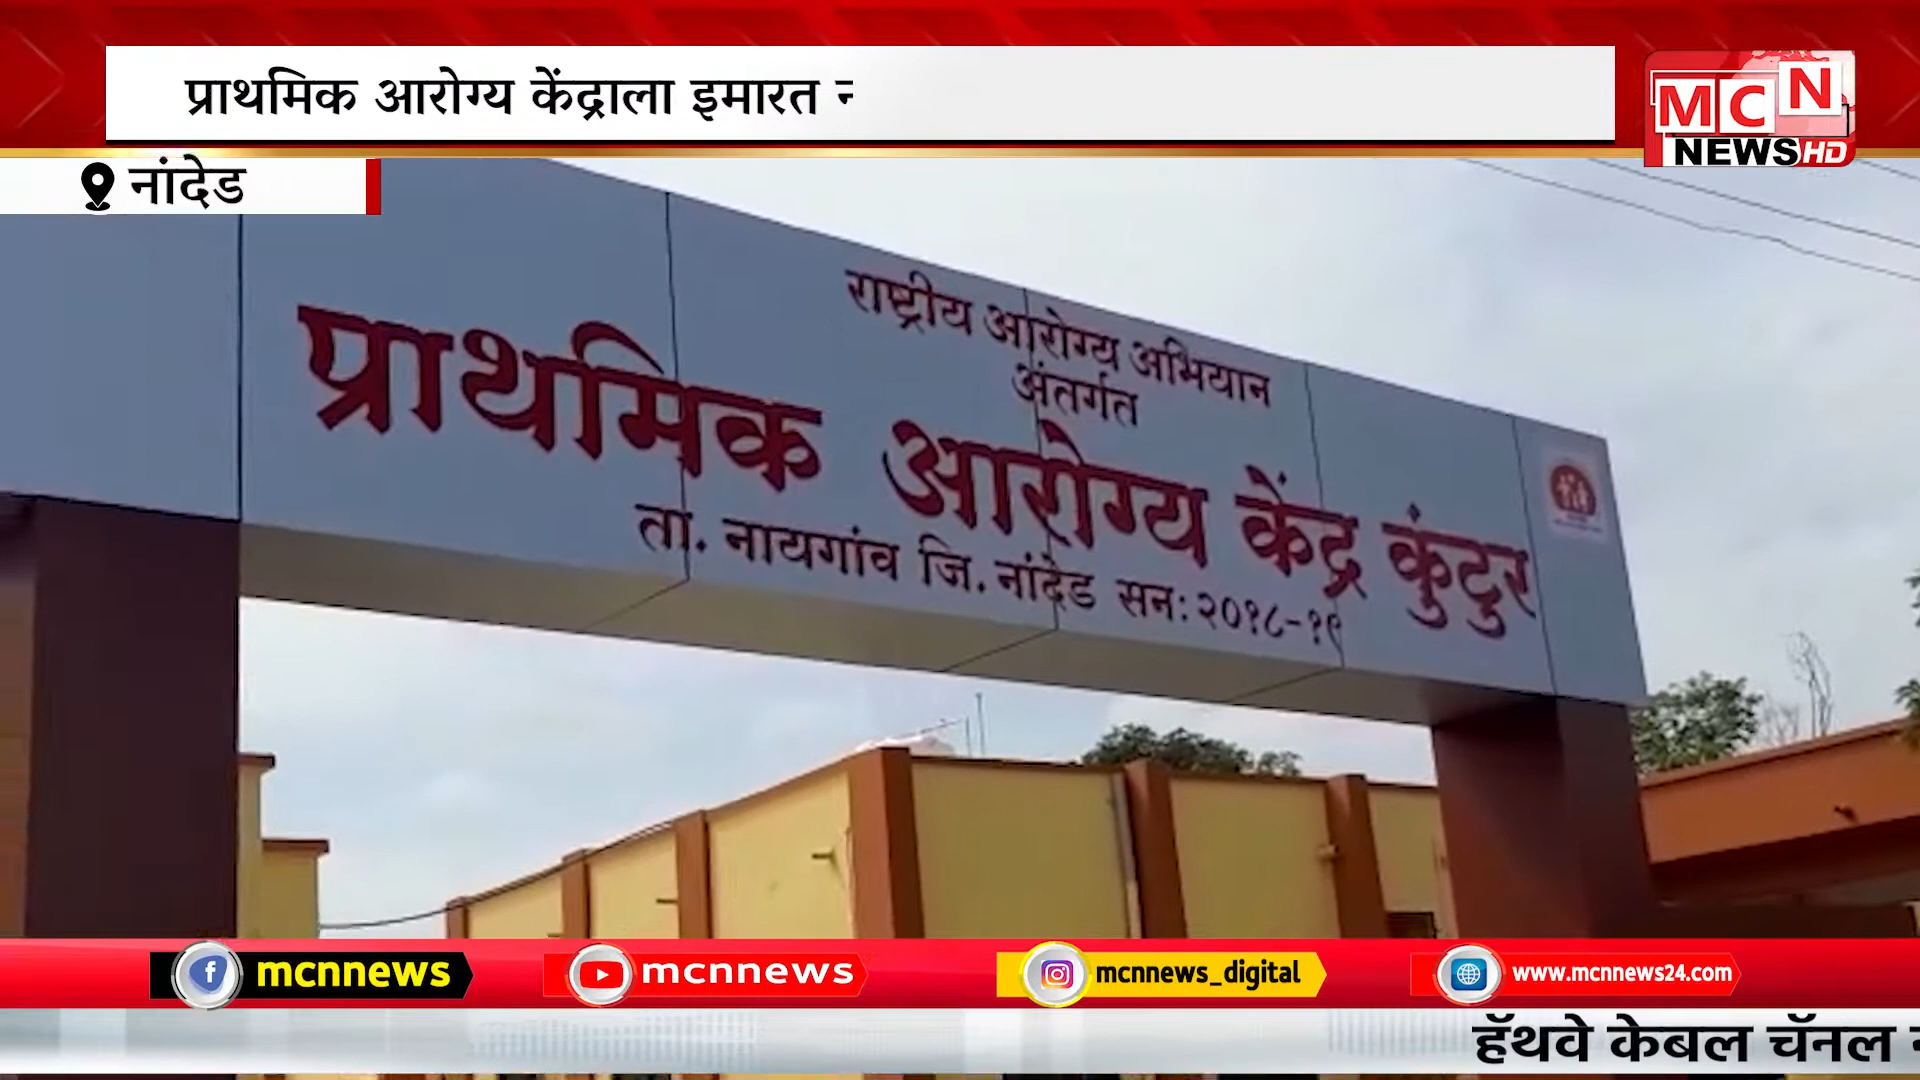 प्राथमिक आरोग्य केंद्राला इमारत
MCN
NEWS HD
नांदेड
राष्ट्रीय आरोग्य अभियान
अंतर्गत
प्राथमिक आरोग्य केंद्र कुंटुर
ता. नायगांव जि. नांदेड सन: २०१८-१९
mcnnews
mcnnews
mcnnews_digital
www.mcnnews24.com
हॅथवे केबल चॅनल